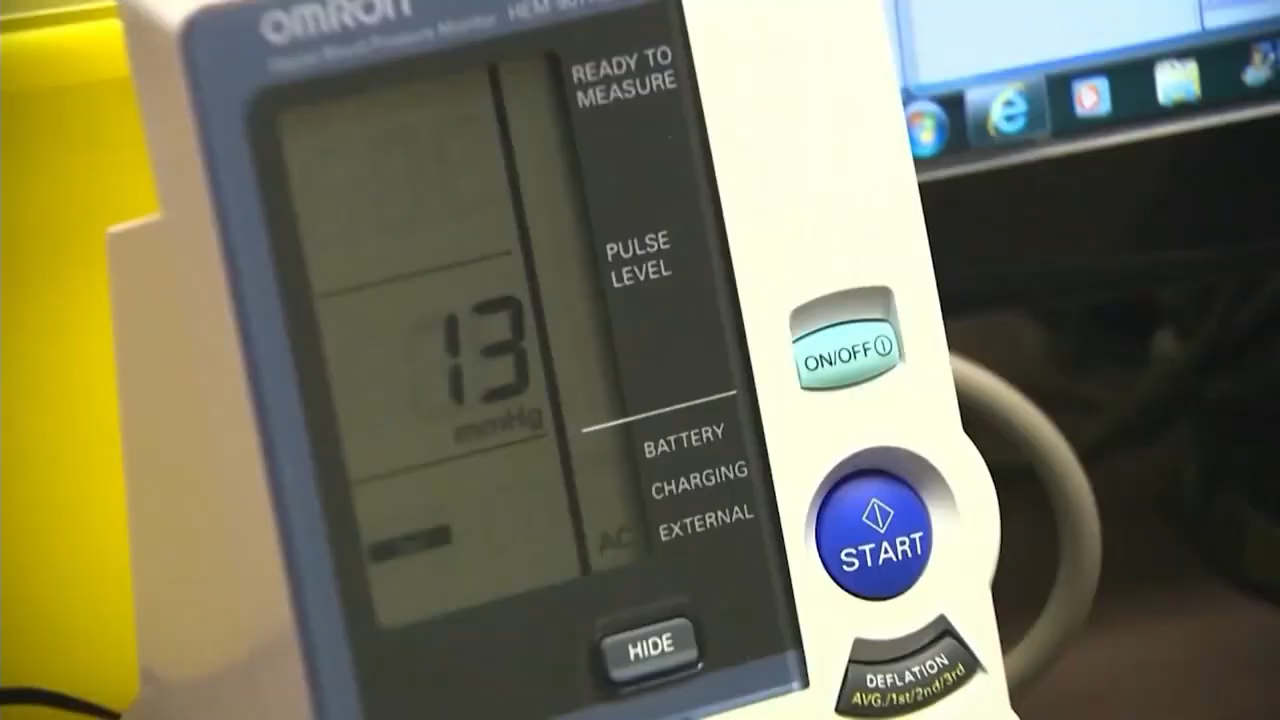 OMRON
READY TO
MEASURE
PULSE
LEVEL
13
mmHg
BATTERY
CHARGING
EXTERNAL
AC
HIDE
ON/OFF
START
DEFLATION
AVG./1st/2nd/3rd